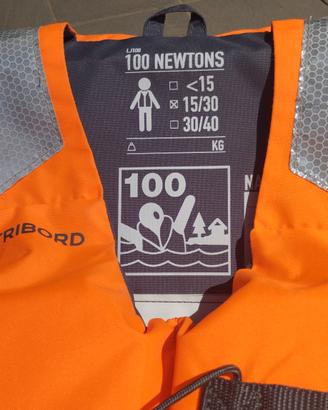 LJ100
100 NEWTONS
☐ <15
☒ 15/30
☐ 30/40
KG
100
TRIBORD